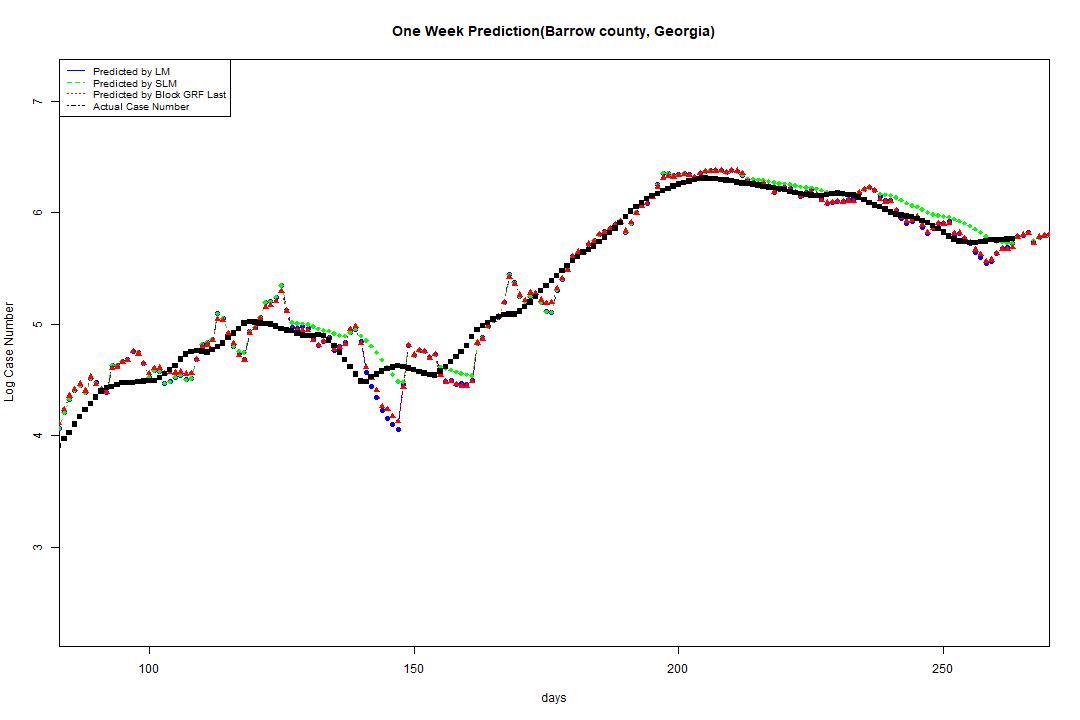 One Week Prediction(Barrow county, Georgia)
Predicted by LM
Predicted by SLM
Predicted by Block GRF Last
Actual Case Number
7
6
5
4
3
Log Case Number
100 150 200 250
days